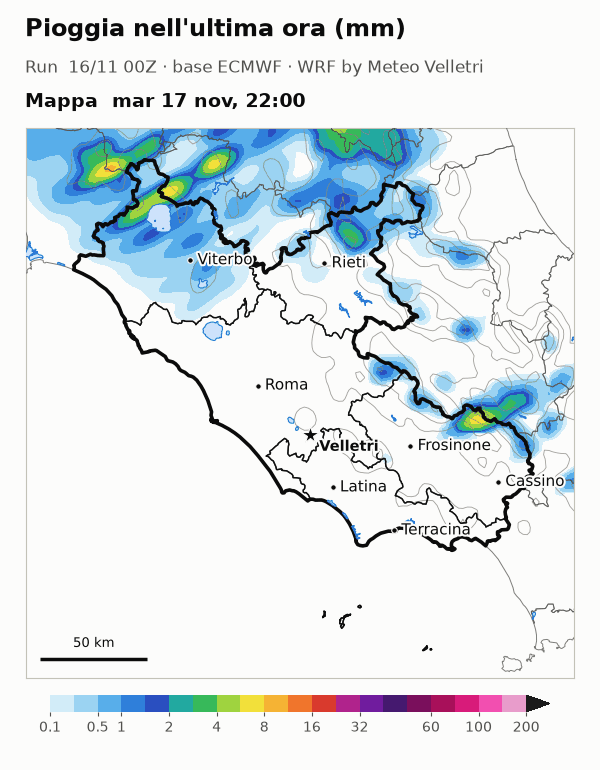 Pioggia nell'ultima ora (mm)
Run 16/11 00Z · base ECMWF · WRF by Meteo Velletri
Mappa mar 17 nov, 22:00
Viterbo
Rieti
Roma
Velletri
Frosinone
Cassino
Latina
Terracina
50 km
0.1 0.5 1 2 4 8 16 32 60 100 200